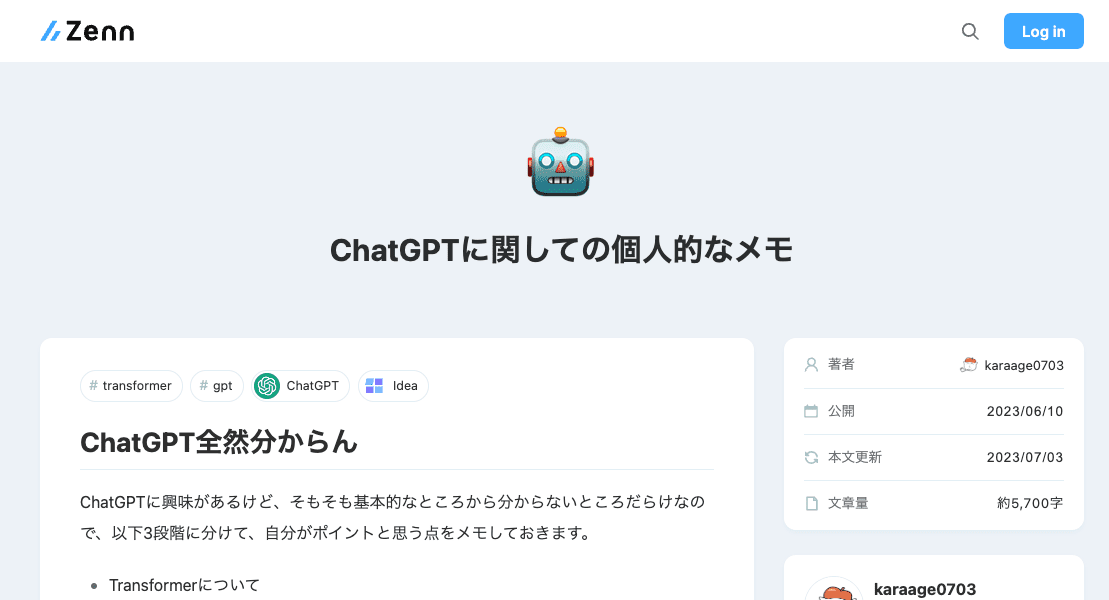 Zenn
Log in
ChatGPTに関しての個人的なメモ
# transformer
# gpt
ChatGPT
Idea
ChatGPT全然分からん
ChatGPTに興味があるけど、そもそも基本的なところから分からないところだらけなの
で、以下3段階に分けて、自分がポイントと思う点をメモしておきます。
• Transformerについて
著者 karaage0703
公開 2023/06/10
本文更新 2023/07/03
文章量 約5,700字
karaage0703